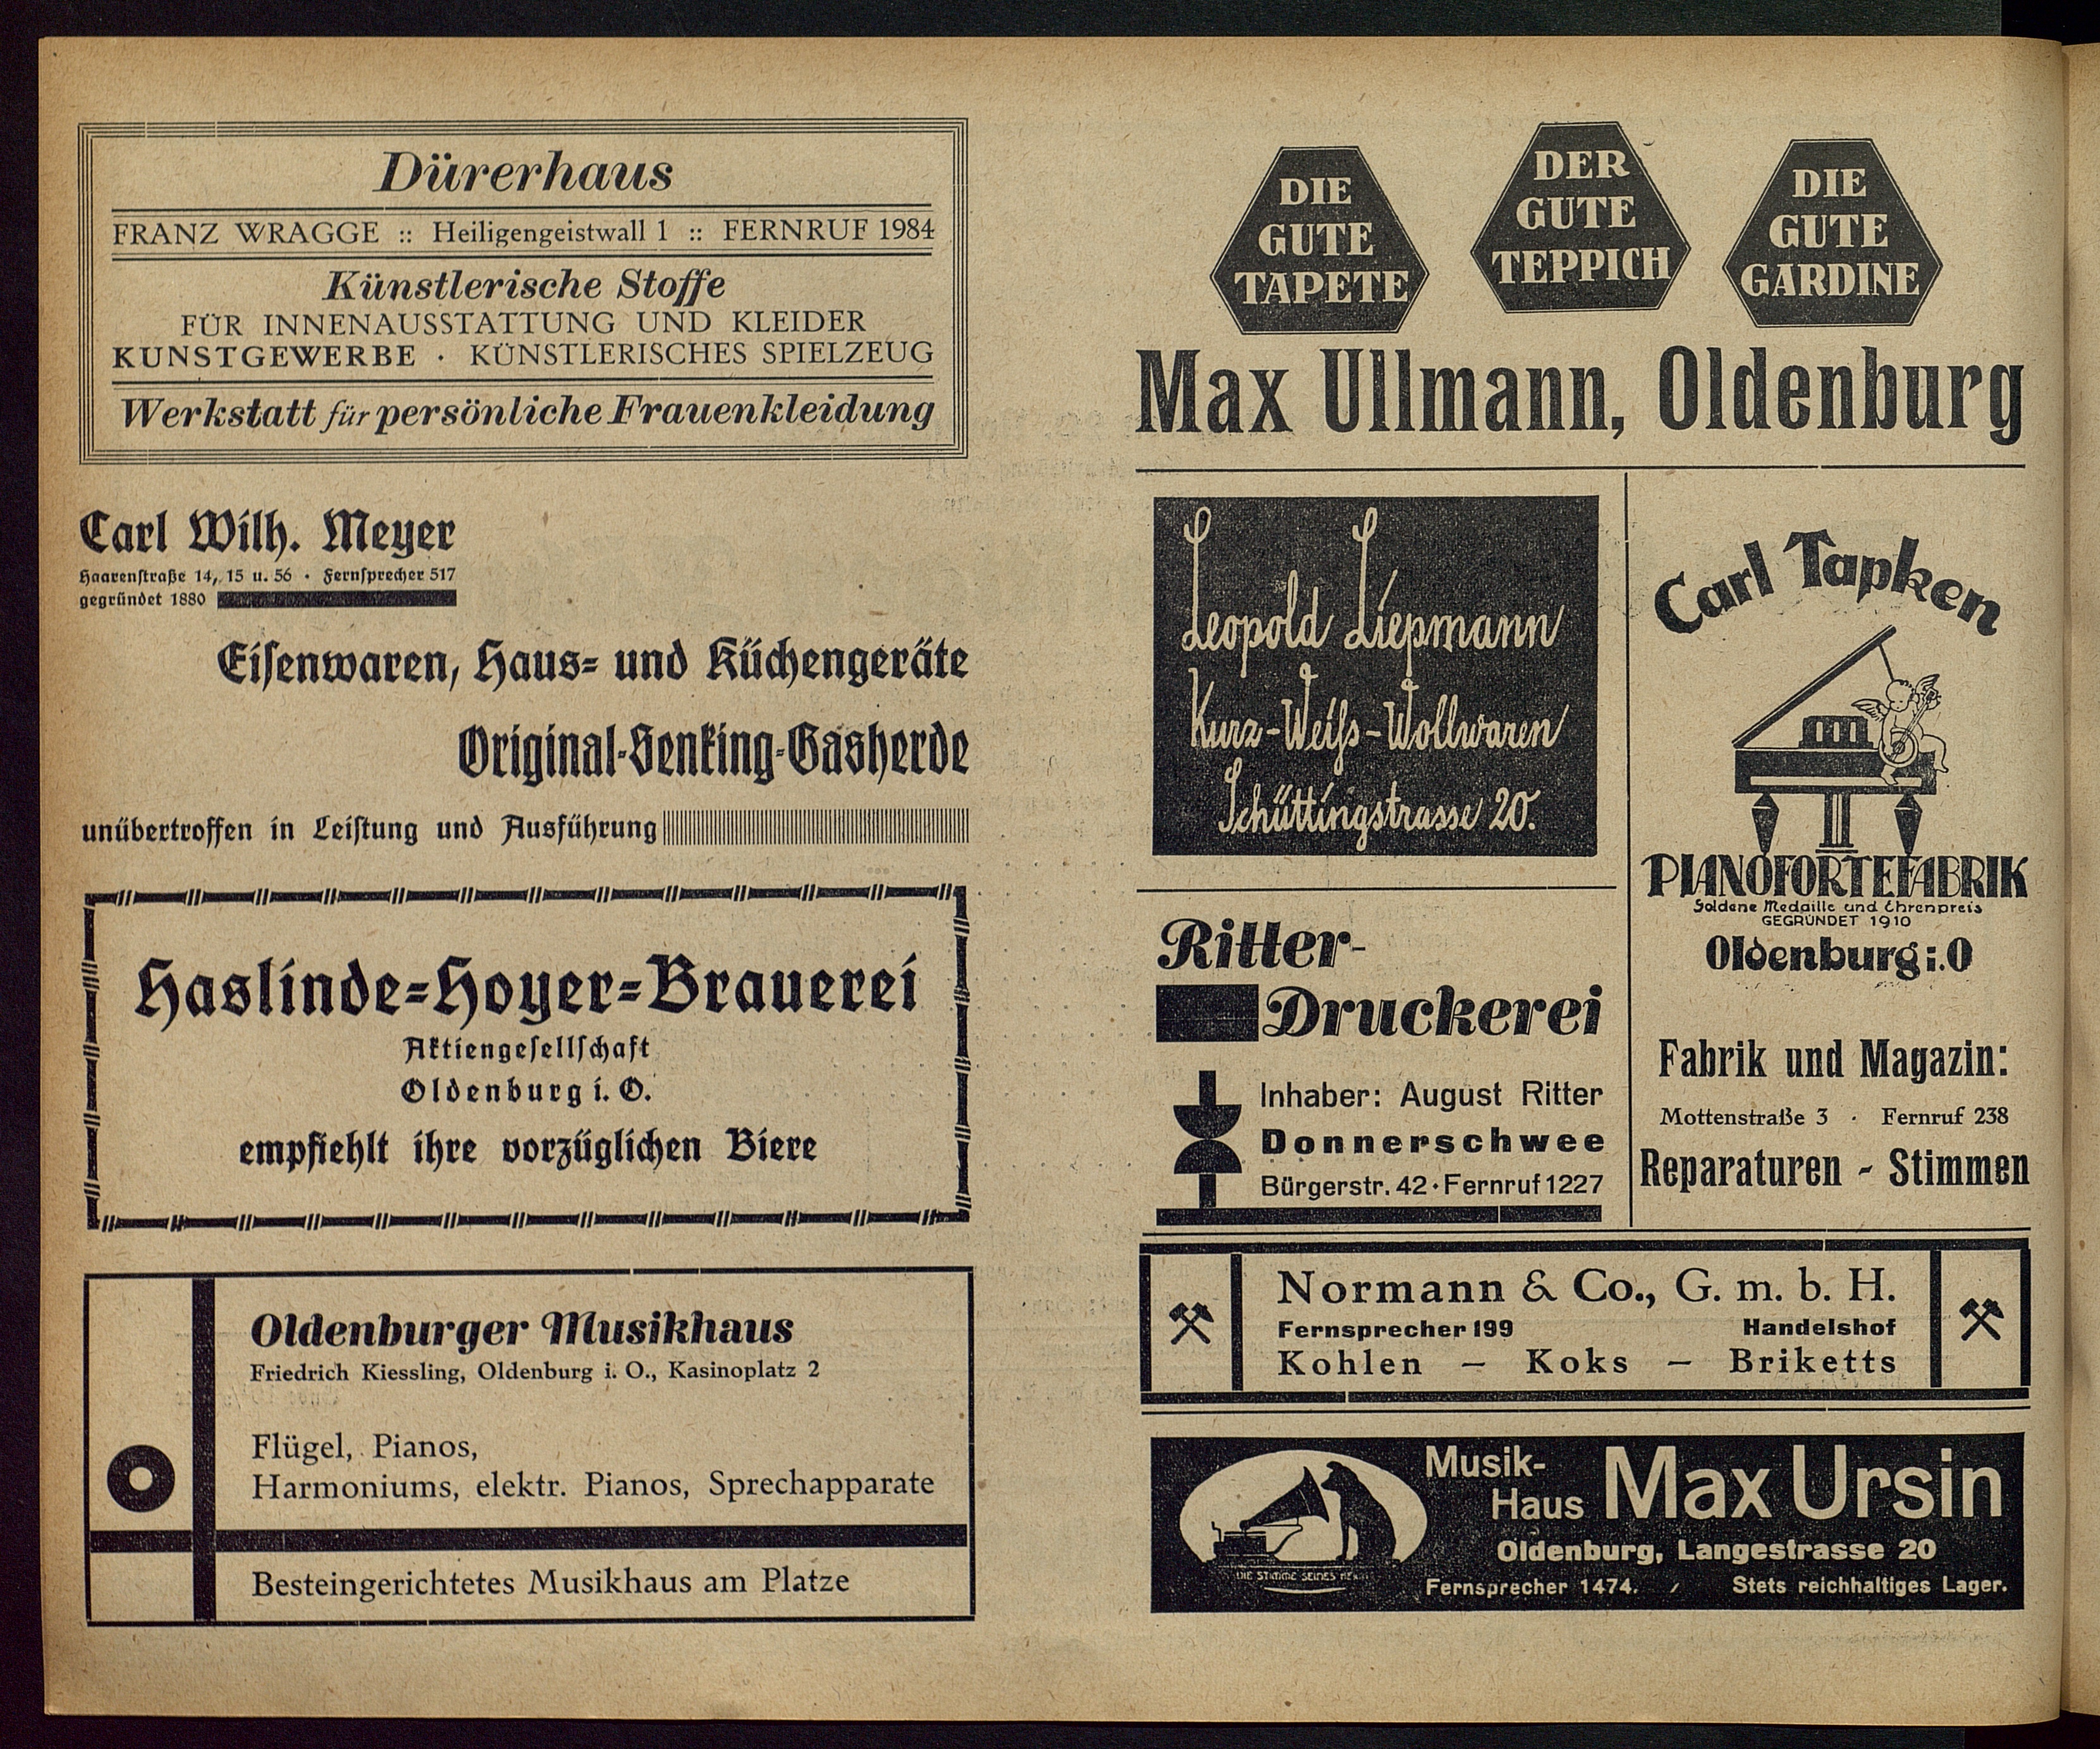 Dürerhaus
FRANZ WRAGGE :: Heiligengeistwall 1 :: FERNRUF 1984
Künstlerische Stoffe
FÜR INNENAUSSTATTUNG UND KLEIDER
KUNSTGEWERBE · KÜNSTLERISCHES SPIELZEUG
Werkstatt für persönliche Frauenkleidung
Carl Wilh. Meyer
Haarenſtraße 14, 15 u. 56 · Fernſprecher 517
gegründet 1880
Eiſenwaren, Haus= und Küchengeräte
Original-Senking-Gasherde
unübertroffen in Leiſtung und Ausführung
Haslinde=Hoyer=Brauerei
Aktiengeſellſchaft
Oldenburg i. O.
empfiehlt ihre vorzüglichen Biere
Oldenburger Musikhaus
Friedrich Kiessling, Oldenburg i. O., Kasinoplatz 2
Flügel, Pianos,
Harmoniums, elektr. Pianos, Sprechapparate
Besteingerichtetes Musikhaus am Platze
DIE
GUTE
TAPETE
DER
GUTE
TEPPICH
DIE
GUTE
GARDINE
Max Ullmann, Oldenburg
Leopold Liepmann
Kurz-Weiſs-Wollwaren
Schüttingstrasse 20.
Ritter-
Druckerei
Inhaber: August Ritter
Donnerschwee
Bürgerstr. 42 · Fernruf 1227
Carl Tapken
PIANOFORTEFABRIK
Goldene Medaille und Ehrenpreis
GEGRÜNDET 1910
Oldenburg i. O
Fabrik und Magazin:
Mottenstraße 3 · Fernruf 238
Reparaturen - Stimmen
Normann & Co., G. m. b. H.
Fernsprecher 199 Handelshof
Kohlen – Koks – Briketts
DIE STIMME SEINES HERRN
Musik-
Haus Max Ursin
Oldenburg, Langestrasse 20
Fernsprecher 1474. / Stets reichhaltiges Lager.